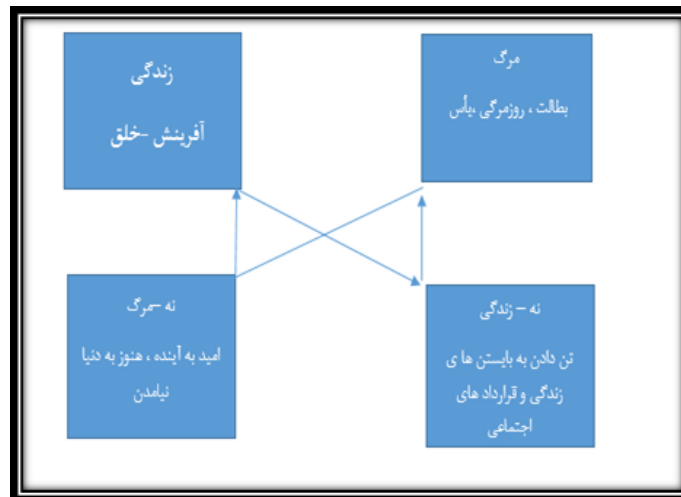 مرگ
بطالت ، روزمرگی ،یأس
زندگی
آفرینش -خلق
نه – زندگی
تن دادن به بایستن ها ی
زندگی و قرارداد های
اجتماعی
نه –مرگ
امید به آینده ، هنوز به دنیا
نیامدن